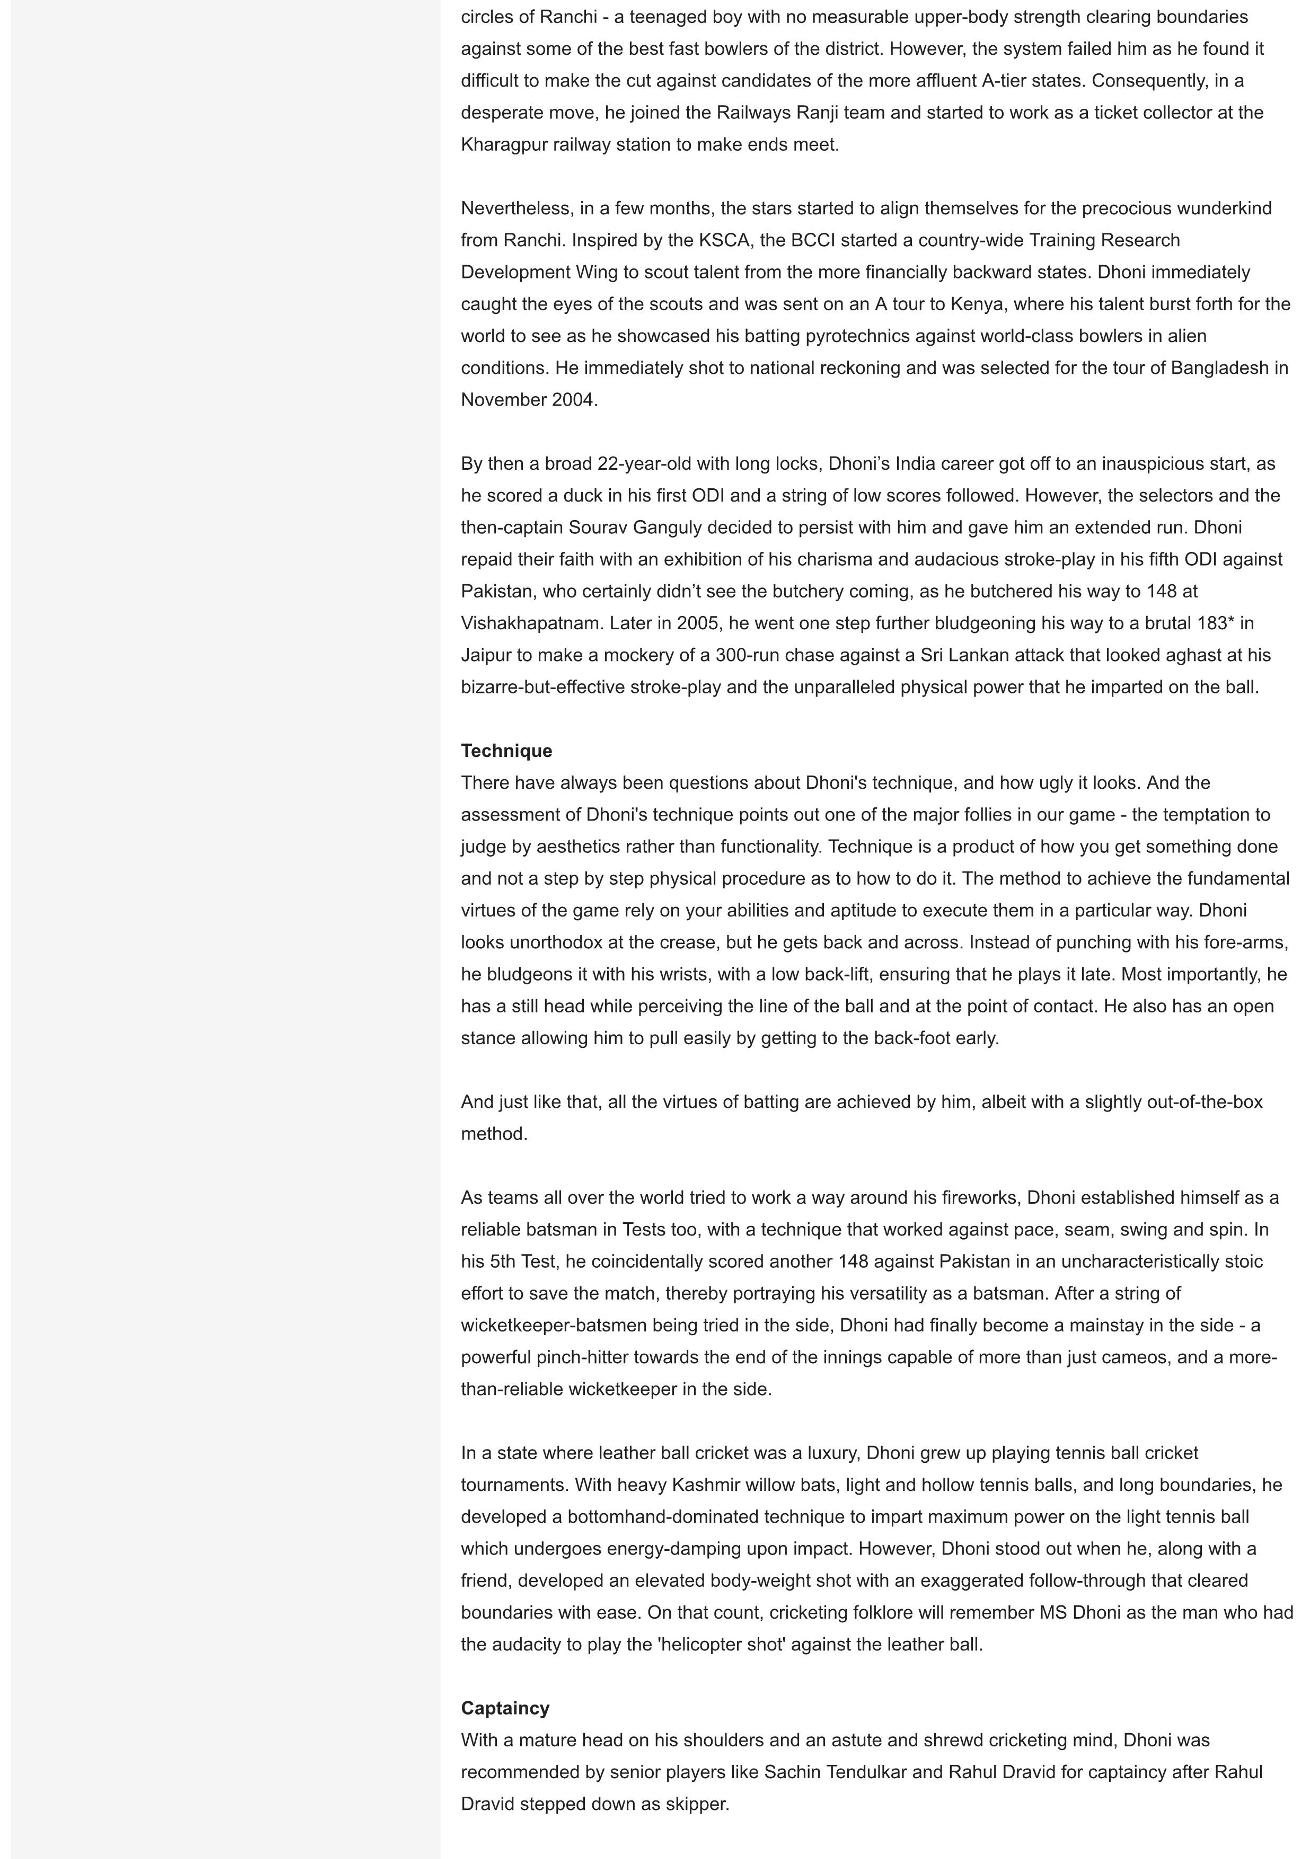 circles of Ranchi - a teenaged boy with no measurable upper-body strength clearing boundaries
against some of the best fast bowlers of the district. However, the system failed him as he found it
difficult to make the cut against candidates of the more affluent A-tier states. Consequently, in a
desperate move, he joined the Railways Ranji team and started to work as a ticket collector at the
Kharagpur railway station to make ends meet.
Nevertheless, in a few months, the stars started to align themselves for the precocious wunderkind
from Ranchi. Inspired by the KSCA, the BCCI started a country-wide Training Research
Development Wing to scout talent from the more financially backward states. Dhoni immediately
caught the eyes of the scouts and was sent on an A tour to Kenya, where his talent burst forth for the
world to see as he showcased his batting pyrotechnics against world-class bowlers in alien
conditions. He immediately shot to national reckoning and was selected for the tour of Bangladesh in
November 2004.
By then a broad 22-year-old with long locks, Dhoni’s India career got off to an inauspicious start, as
he scored a duck in his first ODI and a string of low scores followed. However, the selectors and the
then-captain Sourav Ganguly decided to persist with him and gave him an extended run. Dhoni
repaid their faith with an exhibition of his charisma and audacious stroke-play in his fifth ODI against
Pakistan, who certainly didn’t see the butchery coming, as he butchered his way to 148 at
Vishakhapatnam. Later in 2005, he went one step further bludgeoning his way to a brutal 183* in
Jaipur to make a mockery of a 300-run chase against a Sri Lankan attack that looked aghast at his
bizarre-but-effective stroke-play and the unparalleled physical power that he imparted on the ball.
Technique
There have always been questions about Dhoni's technique, and how ugly it looks. And the
assessment of Dhoni's technique points out one of the major follies in our game - the temptation to
judge by aesthetics rather than functionality. Technique is a product of how you get something done
and not a step by step physical procedure as to how to do it. The method to achieve the fundamental
virtues of the game rely on your abilities and aptitude to execute them in a particular way. Dhoni
looks unorthodox at the crease, but he gets back and across. Instead of punching with his fore-arms,
he bludgeons it with his wrists, with a low back-lift, ensuring that he plays it late. Most importantly, he
has a still head while perceiving the line of the ball and at the point of contact. He also has an open
stance allowing him to pull easily by getting to the back-foot early.
And just like that, all the virtues of batting are achieved by him, albeit with a slightly out-of-the-box
method.
As teams all over the world tried to work a way around his fireworks, Dhoni established himself as a
reliable batsman in Tests too, with a technique that worked against pace, seam, swing and spin. In
his 5th Test, he coincidentally scored another 148 against Pakistan in an uncharacteristically stoic
effort to save the match, thereby portraying his versatility as a batsman. After a string of
wicketkeeper-batsmen being tried in the side, Dhoni had finally become a mainstay in the side - a
powerful pinch-hitter towards the end of the innings capable of more than just cameos, and a more-
than-reliable wicketkeeper in the side.
In a state where leather ball cricket was a luxury, Dhoni grew up playing tennis ball cricket
tournaments. With heavy Kashmir willow bats, light and hollow tennis balls, and long boundaries, he
developed a bottomhand-dominated technique to impart maximum power on the light tennis ball
which undergoes energy-damping upon impact. However, Dhoni stood out when he, along with a
friend, developed an elevated body-weight shot with an exaggerated follow-through that cleared
boundaries with ease. On that count, cricketing folklore will remember MS Dhoni as the man who had
the audacity to play the 'helicopter shot' against the leather ball.
Captaincy
With a mature head on his shoulders and an astute and shrewd cricketing mind, Dhoni was
recommended by senior players like Sachin Tendulkar and Rahul Dravid for captaincy after Rahul
Dravid stepped down as skipper.